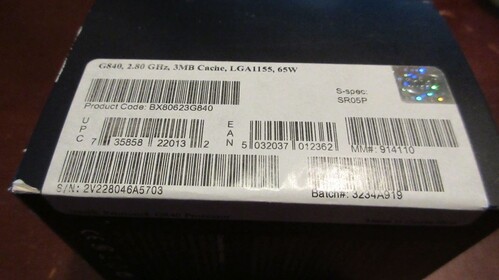 G840, 2.80 GHz, 3MB Cache, LGA1155, 65W
S-spec:
SR05P
Product Code: BX80623G840
UPC 7 35858 22013 2
EAN 5 032037 012362
MM#: 914110
S/N: 2V228046A5703
Batch#: 3234A919